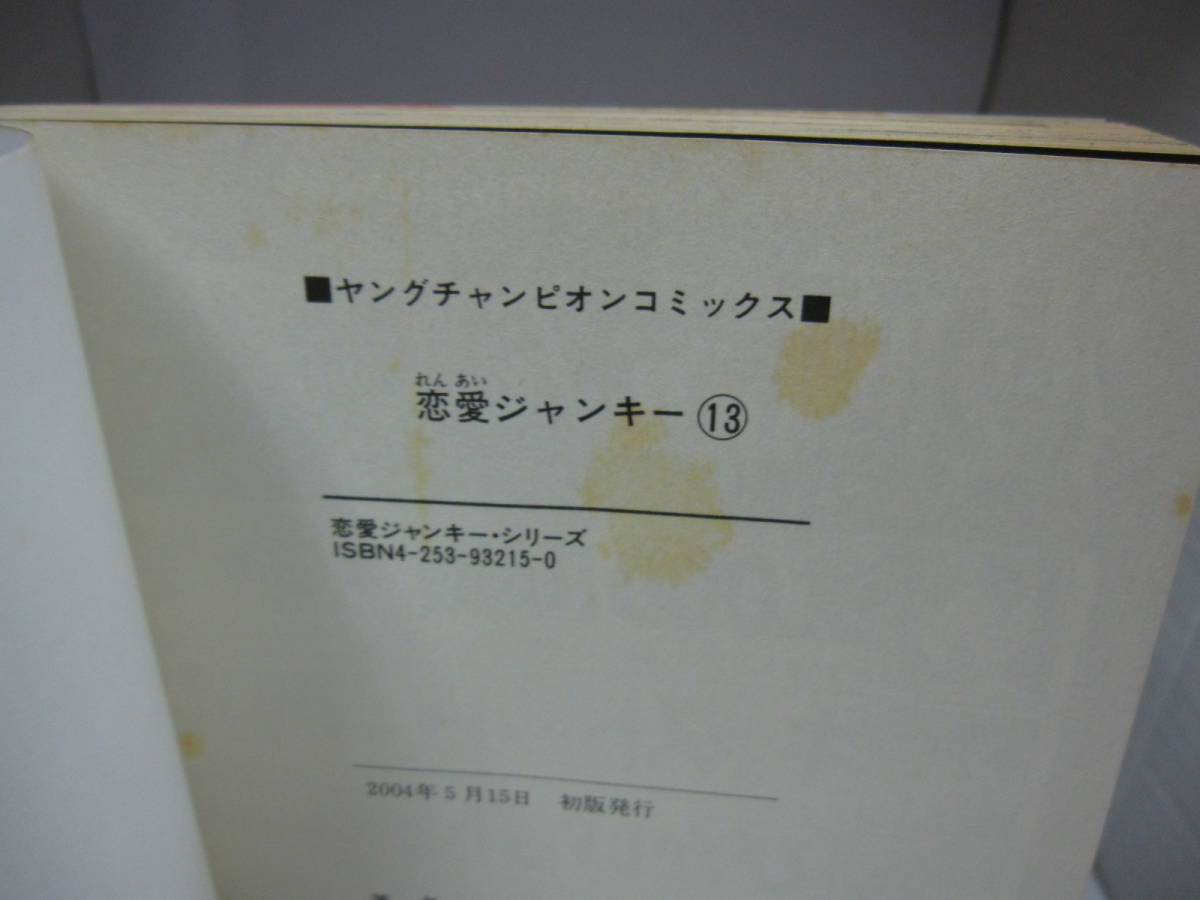 ■ヤングチャンピオンコミックス■
れん あい
恋愛ジャンキー⑬
恋愛ジャンキー・シリーズ
ISBN4-253-93215-0
2004年5月15日 初版発行